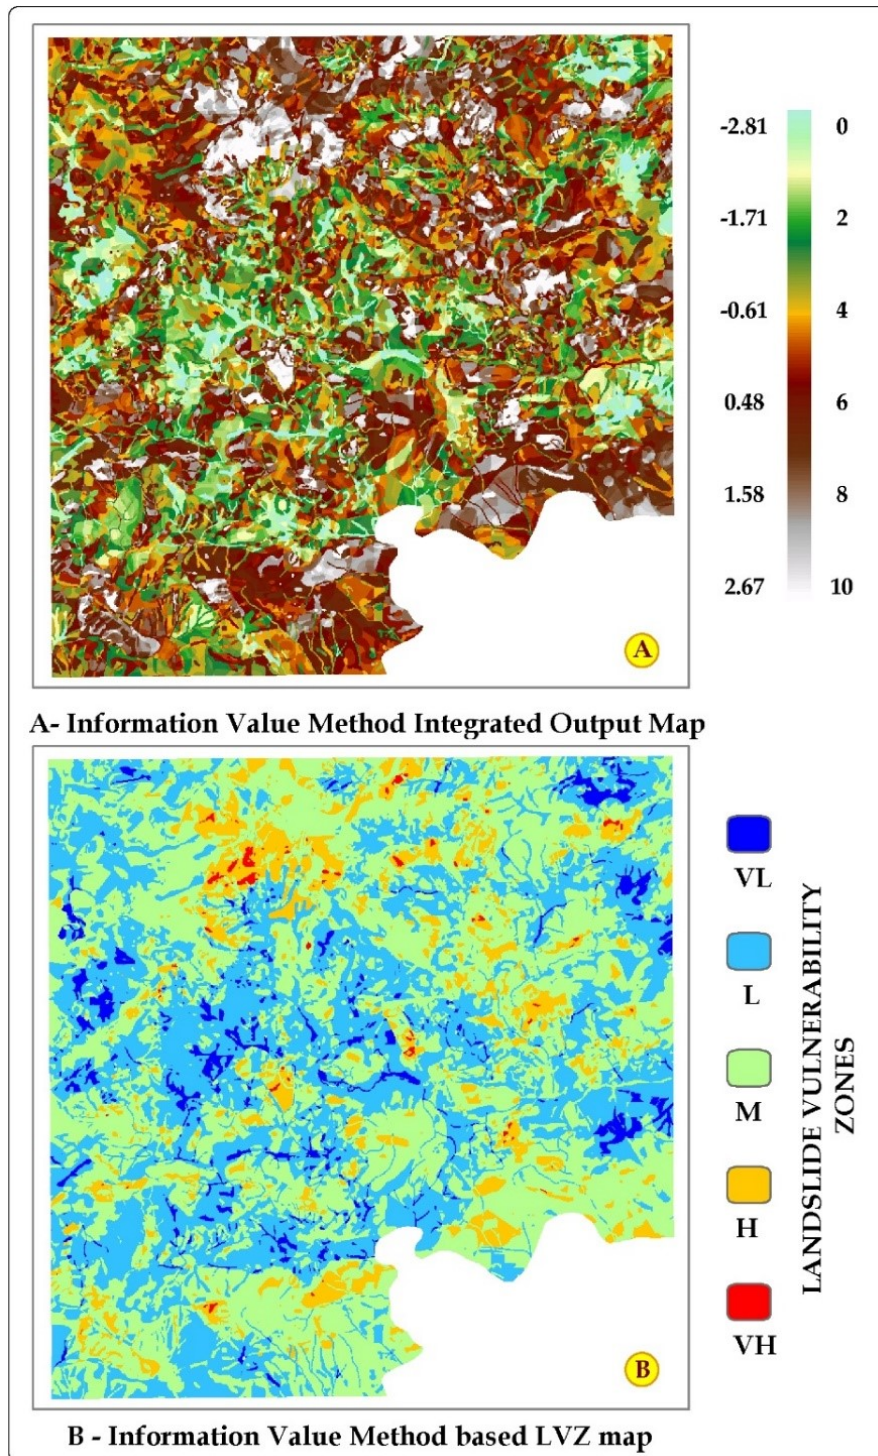 -2.81 0
-1.71 2
-0.61 4
0.48 6
1.58 8
2.67 10
A
A- Information Value Method Integrated Output Map
VL
L
M
H
VH
LANDSLIDE VULNERABILITY
ZONES
B
B - Information Value Method based LVZ map